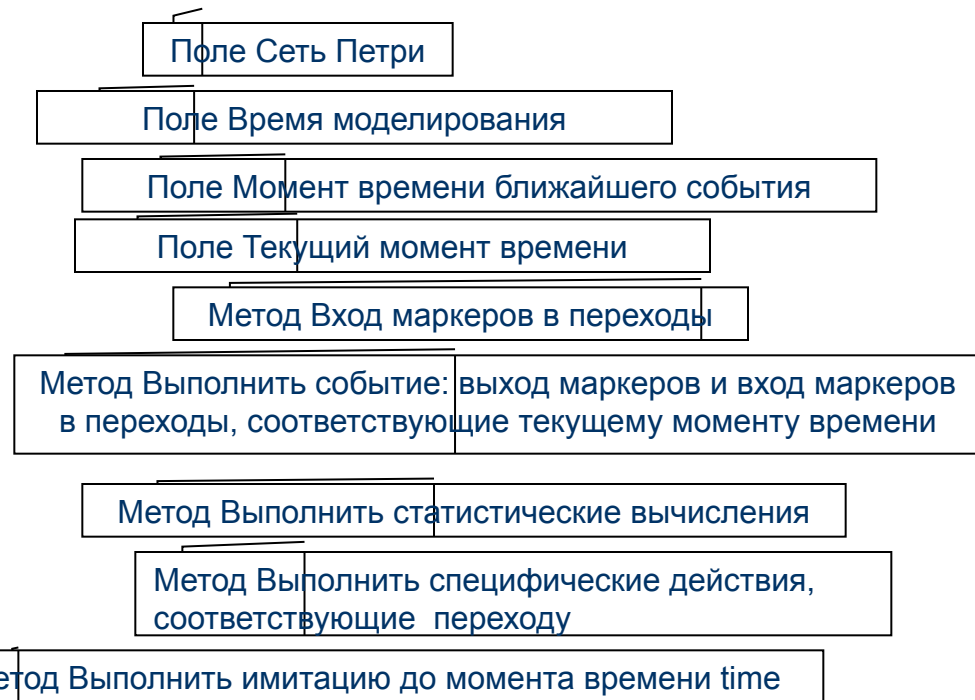 Поле Сеть Петри
Поле Время моделирования
Поле Момент времени ближайшего события
Поле Текущий момент времени
Метод Вход маркеров в переходы
Метод Выполнить событие: выход маркеров и вход маркеров
в переходы, соответствующие текущему моменту времени
Метод Выполнить статистические вычисления
Метод Выполнить специфические действия,
соответствующие переходу
етод Выполнить имитацию до момента времени time